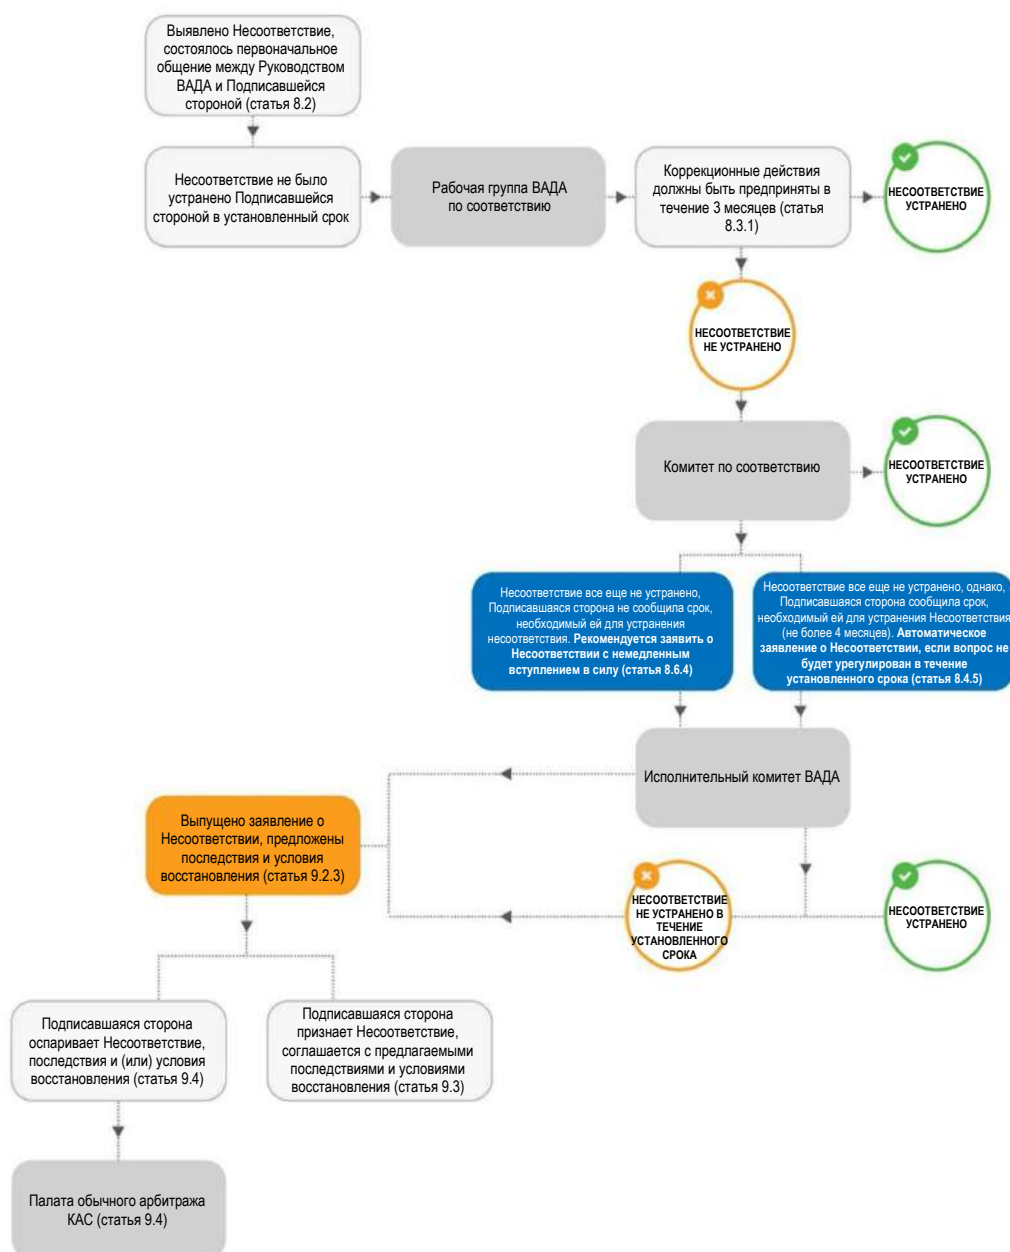 Выявлено Несоответствие,
состоялось первоначальное
общение между Руководством
ВАДА и Подписавшейся
стороной (статья 8.2)
Несоответствие не было
устранено Подписавшейся
стороной в установленный срок
Рабочая группа ВАДА
по соответствию
Коррекционные действия
должны быть предприняты в
течение 3 месяцев (статья
8.3.1)
НЕСООТВЕТСТВИЕ
УСТРАНЕНО
НЕСООТВЕТСТВИЕ
НЕ УСТРАНЕНО
Комитет по соответствию
НЕСООТВЕТСТВИЕ
УСТРАНЕНО
Несоответствие все еще не устранено,
Подписавшаяся сторона не сообщила срок,
необходимый ей для устранения
несоответствия. Рекомендуется заявить о
Несоответствии с немедленным
вступлением в силу (статья 8.6.4)
Несоответствие все еще не устранено, однако,
Подписавшаяся сторона сообщила срок,
необходимый ей для устранения Несоответствия
(не более 4 месяцев). Автоматическое
заявление о Несоответствии, если вопрос не
будет урегулирован в течение
установленного срока (статья 8.4.5)
Исполнительный комитет ВАДА
Выпущено заявление о
Несоответствии, предложены
последствия и условия
восстановления (статья 9.2.3)
НЕСООТВЕТСТВИЕ
НЕ УСТРАНЕНО В
ТЕЧЕНИЕ
УСТАНОВЛЕННОГО
СРОКА
НЕСООТВЕТСТВИЕ
УСТРАНЕНО
Подписавшаяся сторона
оспаривает Несоответствие,
последствия и (или) условия
восстановления (статья 9.4)
Подписавшаяся сторона
признает Несоответствие,
соглашается с предлагаемыми
последствиями и условиями
восстановления (статья 9.3)
Палата обычного арбитража
КАС (статья 9.4)